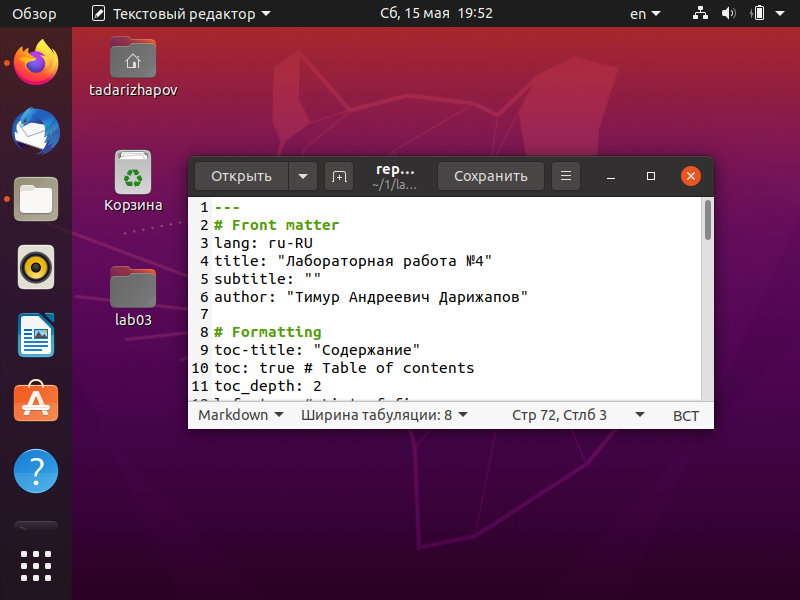 Обзор
Текстовый редактор
Сб, 15 мая 19:52
en
tadarizhapov
Корзина
lab03
Открыть
rep...
~/1/la...
Сохранить
1 ---
2 # Front matter
3 lang: ru-RU
4 title: "Лабораторная работа №4"
5 subtitle: ""
6 author: "Тимур Андреевич Дарижапов"
7
8 # Formatting
9 toc-title: "Содержание"
10 toc: true # Table of contents
11 toc_depth: 2
Markdown
Ширина табуляции: 8
Стр 72, Стлб 3
ВСТ